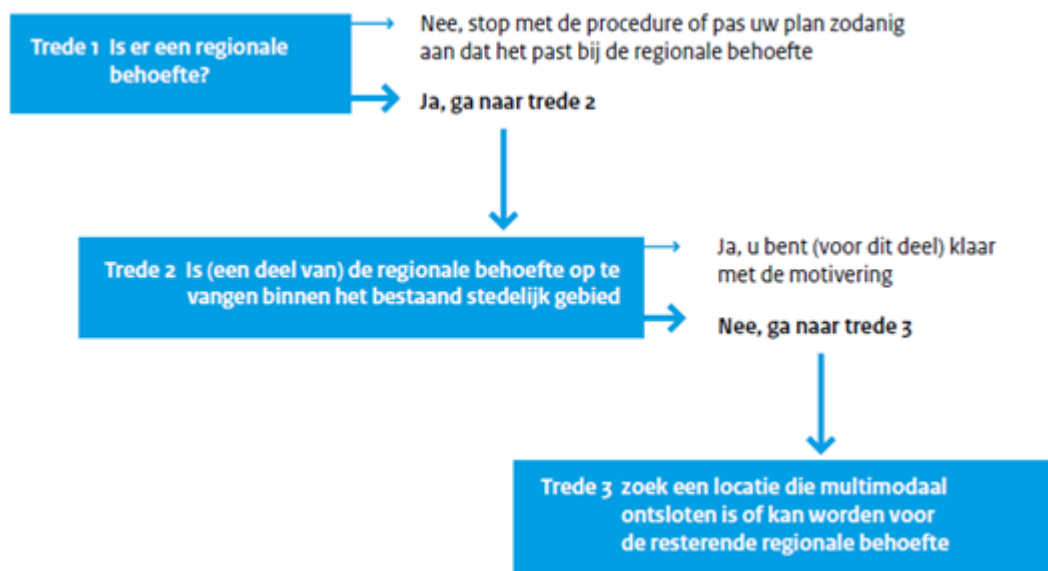 Trede 1 Is er een regionale
behoefte?
Nee, stop met de procedure of pas uw plan zodanig
aan dat het past bij de regionale behoefte
Ja, ga naar trede 2
Trede 2 Is (een deel van) de regionale behoefte op te
vangen binnen het bestaand stedelijk gebied
Ja, u bent (voor dit deel) klaar
met de motivering
Nee, ga naar trede 3
Trede 3 zoek een locatie die multimodaal
ontsloten is of kan worden voor
de resterende regionale behoefte